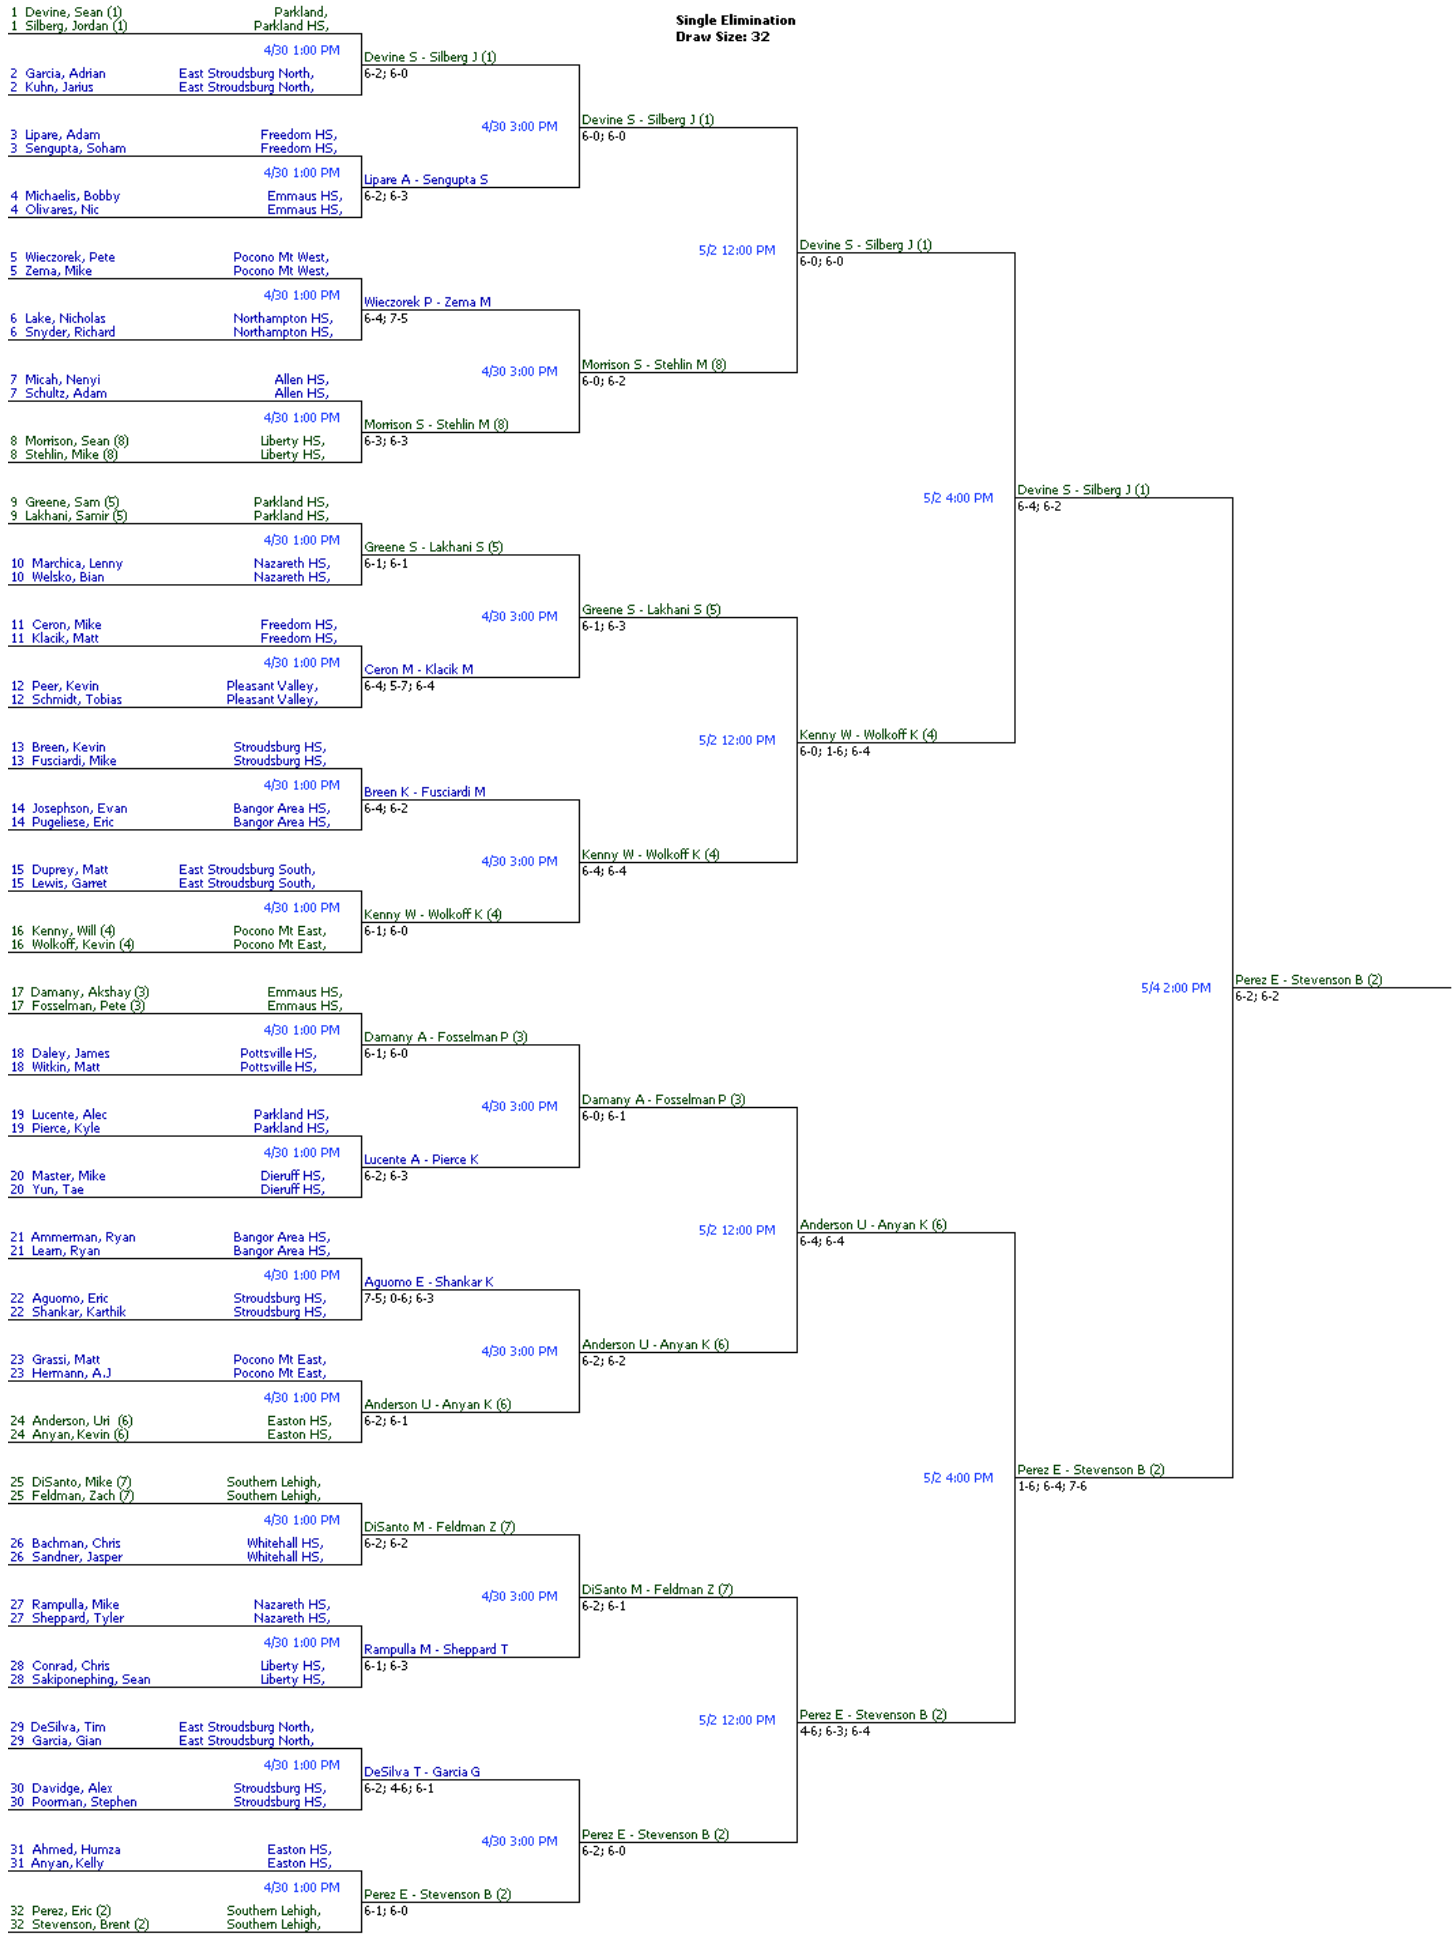 Single Elimination
Draw Size: 32
1 Devine, Sean (1) Parkland,
1 Silberg, Jordan (1) Parkland HS,
4/30 1:00 PM
2 Garcia, Adrian East Stroudsburg North,
2 Kuhn, Jarius East Stroudsburg North,
3 Lipare, Adam Freedom HS,
3 Sengupta, Soham Freedom HS,
4/30 1:00 PM
4 Michaelis, Bobby Emmaus HS,
4 Olivares, Nic Emmaus HS,
5 Wieczorek, Pete Pocono Mt West,
5 Zema, Mike Pocono Mt West,
4/30 1:00 PM
6 Lake, Nicholas Northampton HS,
6 Snyder, Richard Northampton HS,
7 Micah, Nenyi Allen HS,
7 Schultz, Adam Allen HS,
4/30 1:00 PM
8 Morrison, Sean (8) Liberty HS,
8 Stehlin, Mike (8) Liberty HS,
9 Greene, Sam (5) Parkland HS,
9 Lakhani, Samir (5) Parkland HS,
4/30 1:00 PM
10 Marchica, Lenny Nazareth HS,
10 Welsko, Bian Nazareth HS,
11 Ceron, Mike Freedom HS,
11 Klacik, Matt Freedom HS,
4/30 1:00 PM
12 Peer, Kevin Pleasant Valley,
12 Schmidt, Tobias Pleasant Valley,
13 Breen, Kevin Stroudsburg HS,
13 Fusciardi, Mike Stroudsburg HS,
4/30 1:00 PM
14 Josephson, Evan Bangor Area HS,
14 Pugeliese, Eric Bangor Area HS,
15 Duprey, Matt East Stroudsburg South,
15 Lewis, Garret East Stroudsburg South,
4/30 1:00 PM
16 Kenny, Will (4) Pocono Mt East,
16 Wolkoff, Kevin (4) Pocono Mt East,
17 Damany, Akshay (3) Emmaus HS,
17 Fosselman, Pete (3) Emmaus HS,
4/30 1:00 PM
18 Daley, James Pottsville HS,
18 Witkin, Matt Pottsville HS,
19 Lucente, Alec Parkland HS,
19 Pierce, Kyle Parkland HS,
4/30 1:00 PM
20 Master, Mike Dieruff HS,
20 Yun, Tae Dieruff HS,
21 Ammerman, Ryan Bangor Area HS,
21 Learn, Ryan Bangor Area HS,
4/30 1:00 PM
22 Aguomo, Eric Stroudsburg HS,
22 Shankar, Karthik Stroudsburg HS,
23 Grassi, Matt Pocono Mt East,
23 Hermann, A.J Pocono Mt East,
4/30 1:00 PM
24 Anderson, Uri (6) Easton HS,
24 Anyan, Kevin (6) Easton HS,
25 DiSanto, Mike (7) Southern Lehigh,
25 Feldman, Zach (7) Southern Lehigh,
4/30 1:00 PM
26 Bachman, Chris Whitehall HS,
26 Sandner, Jasper Whitehall HS,
27 Rampulla, Mike Nazareth HS,
27 Sheppard, Tyler Nazareth HS,
4/30 1:00 PM
28 Conrad, Chris Liberty HS,
28 Sakiponephing, Sean Liberty HS,
29 DeSilva, Tim East Stroudsburg North,
29 Garcia, Gian East Stroudsburg North,
4/30 1:00 PM
30 Davidge, Alex Stroudsburg HS,
30 Poorman, Stephen Stroudsburg HS,
31 Ahmed, Humza Easton HS,
31 Anyan, Kelly Easton HS,
4/30 1:00 PM
32 Perez, Eric (2) Southern Lehigh,
32 Stevenson, Brent (2) Southern Lehigh,
Devine S - Silberg J (1)
6-2; 6-0
4/30 3:00 PM
Lipare A - Sengupta S
6-2; 6-3
Wieczorek P - Zema M
6-4; 7-5
4/30 3:00 PM
Morrison S - Stehlin M (8)
6-3; 6-3
Greene S - Lakhani S (5)
6-1; 6-1
4/30 3:00 PM
Ceron M - Klacik M
6-4; 5-7; 6-4
Breen K - Fusciardi M
6-4; 6-2
4/30 3:00 PM
Kenny W - Wolkoff K (4)
6-1; 6-0
Damany A - Fosselman P (3)
6-1; 6-0
4/30 3:00 PM
Lucente A - Pierce K
6-2; 6-3
Aguomo E - Shankar K
7-5; 0-6; 6-3
4/30 3:00 PM
Anderson U - Anyan K (6)
6-2; 6-1
DiSanto M - Feldman Z (7)
6-2; 6-2
4/30 3:00 PM
Rampulla M - Sheppard T
6-1; 6-3
DeSilva T - Garcia G
6-2; 4-6; 6-1
4/30 3:00 PM
Perez E - Stevenson B (2)
6-1; 6-0
Devine S - Silberg J (1)
6-0; 6-0
5/2 12:00 PM
Morrison S - Stehlin M (8)
6-0; 6-2
Greene S - Lakhani S (5)
6-1; 6-3
5/2 12:00 PM
Kenny W - Wolkoff K (4)
6-4; 6-4
Damany A - Fosselman P (3)
6-0; 6-1
5/2 12:00 PM
Anderson U - Anyan K (6)
6-2; 6-2
DiSanto M - Feldman Z (7)
6-2; 6-1
5/2 12:00 PM
Perez E - Stevenson B (2)
6-2; 6-0
Devine S - Silberg J (1)
6-0; 6-0
5/2 4:00 PM
Kenny W - Wolkoff K (4)
6-0; 1-6; 6-4
Anderson U - Anyan K (6)
6-4; 6-4
5/2 4:00 PM
Perez E - Stevenson B (2)
4-6; 6-3; 6-4
Devine S - Silberg J (1)
6-4; 6-2
5/4 2:00 PM
Perez E - Stevenson B (2)
1-6; 6-4; 7-6
Perez E - Stevenson B (2)
6-2; 6-2